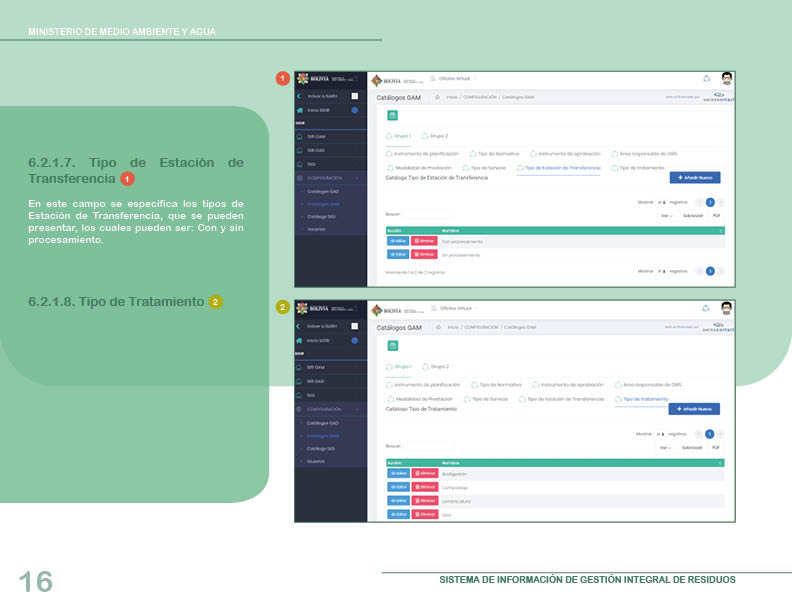 MINISTERIO DE MEDIO AMBIENTE Y AGUA
6.2.1.7. Tipo de Estación de
Transferencia 1
En este campo se especifica los tipos de
Estación de Transferencia, que se pueden
presentar, los cuales pueden ser: Con y sin
procesamiento.
6.2.1.8. Tipo de Tratamiento 2
1
BOLIVIA
Oficina Virtual
Volver a SIARH
Inicio SIGIR
SIGIR
SIR GAM
SIR GAD
SIGI
CONFIGURACIÓN
Catálogos GAD
Catálogos GAM
Catálogo SIGI
Usuarios
Catálogos GAM
Inicio / CONFIGURACIÓN / Catálogos GAM
swisscontact
Grupo 1 Grupo 2
Instrumento de planificación Tipo de Normativa Instrumento de aprobación Área responsable de GIRS
Modalidad de Prestación Tipo de Servicio Tipo de Estación de Transferencia Tipo de tratamiento
Catálogo Tipo de Estación de Transferencia
+ Añadir Nuevo
Mostrar registros 1
Buscar
Ver Sobrescribir PDF
Acción Nombre
Editar Eliminar Con procesamiento
Editar Eliminar Sin procesamiento
Mostrando 1 a 2 de 2 registros
Mostrar registros 1
2
BOLIVIA
Oficina Virtual
Volver a SIARH
Inicio SIGIR
SIGIR
SIR GAM
SIR GAD
SIGI
CONFIGURACIÓN
Catálogos GAD
Catálogos GAM
Catálogo SIGI
Usuarios
Catálogos GAM
Inicio / CONFIGURACIÓN / Catálogos GAM
swisscontact
Grupo 1 Grupo 2
Instrumento de planificación Tipo de Normativa Instrumento de aprobación Área responsable de GIRS
Modalidad de Prestación Tipo de Servicio Tipo de Estación de Transferencia Tipo de tratamiento
Catálogo Tipo de Tratamiento
+ Añadir Nuevo
Mostrar registros 1
Buscar
Ver PDF
Acción Nombre
Editar Eliminar Biodigestión
Editar Eliminar Compostaje
Editar Eliminar Lombricultura
Editar Eliminar Otro
16
SISTEMA DE INFORMACIÓN DE GESTIÓN INTEGRAL DE RESIDUOS